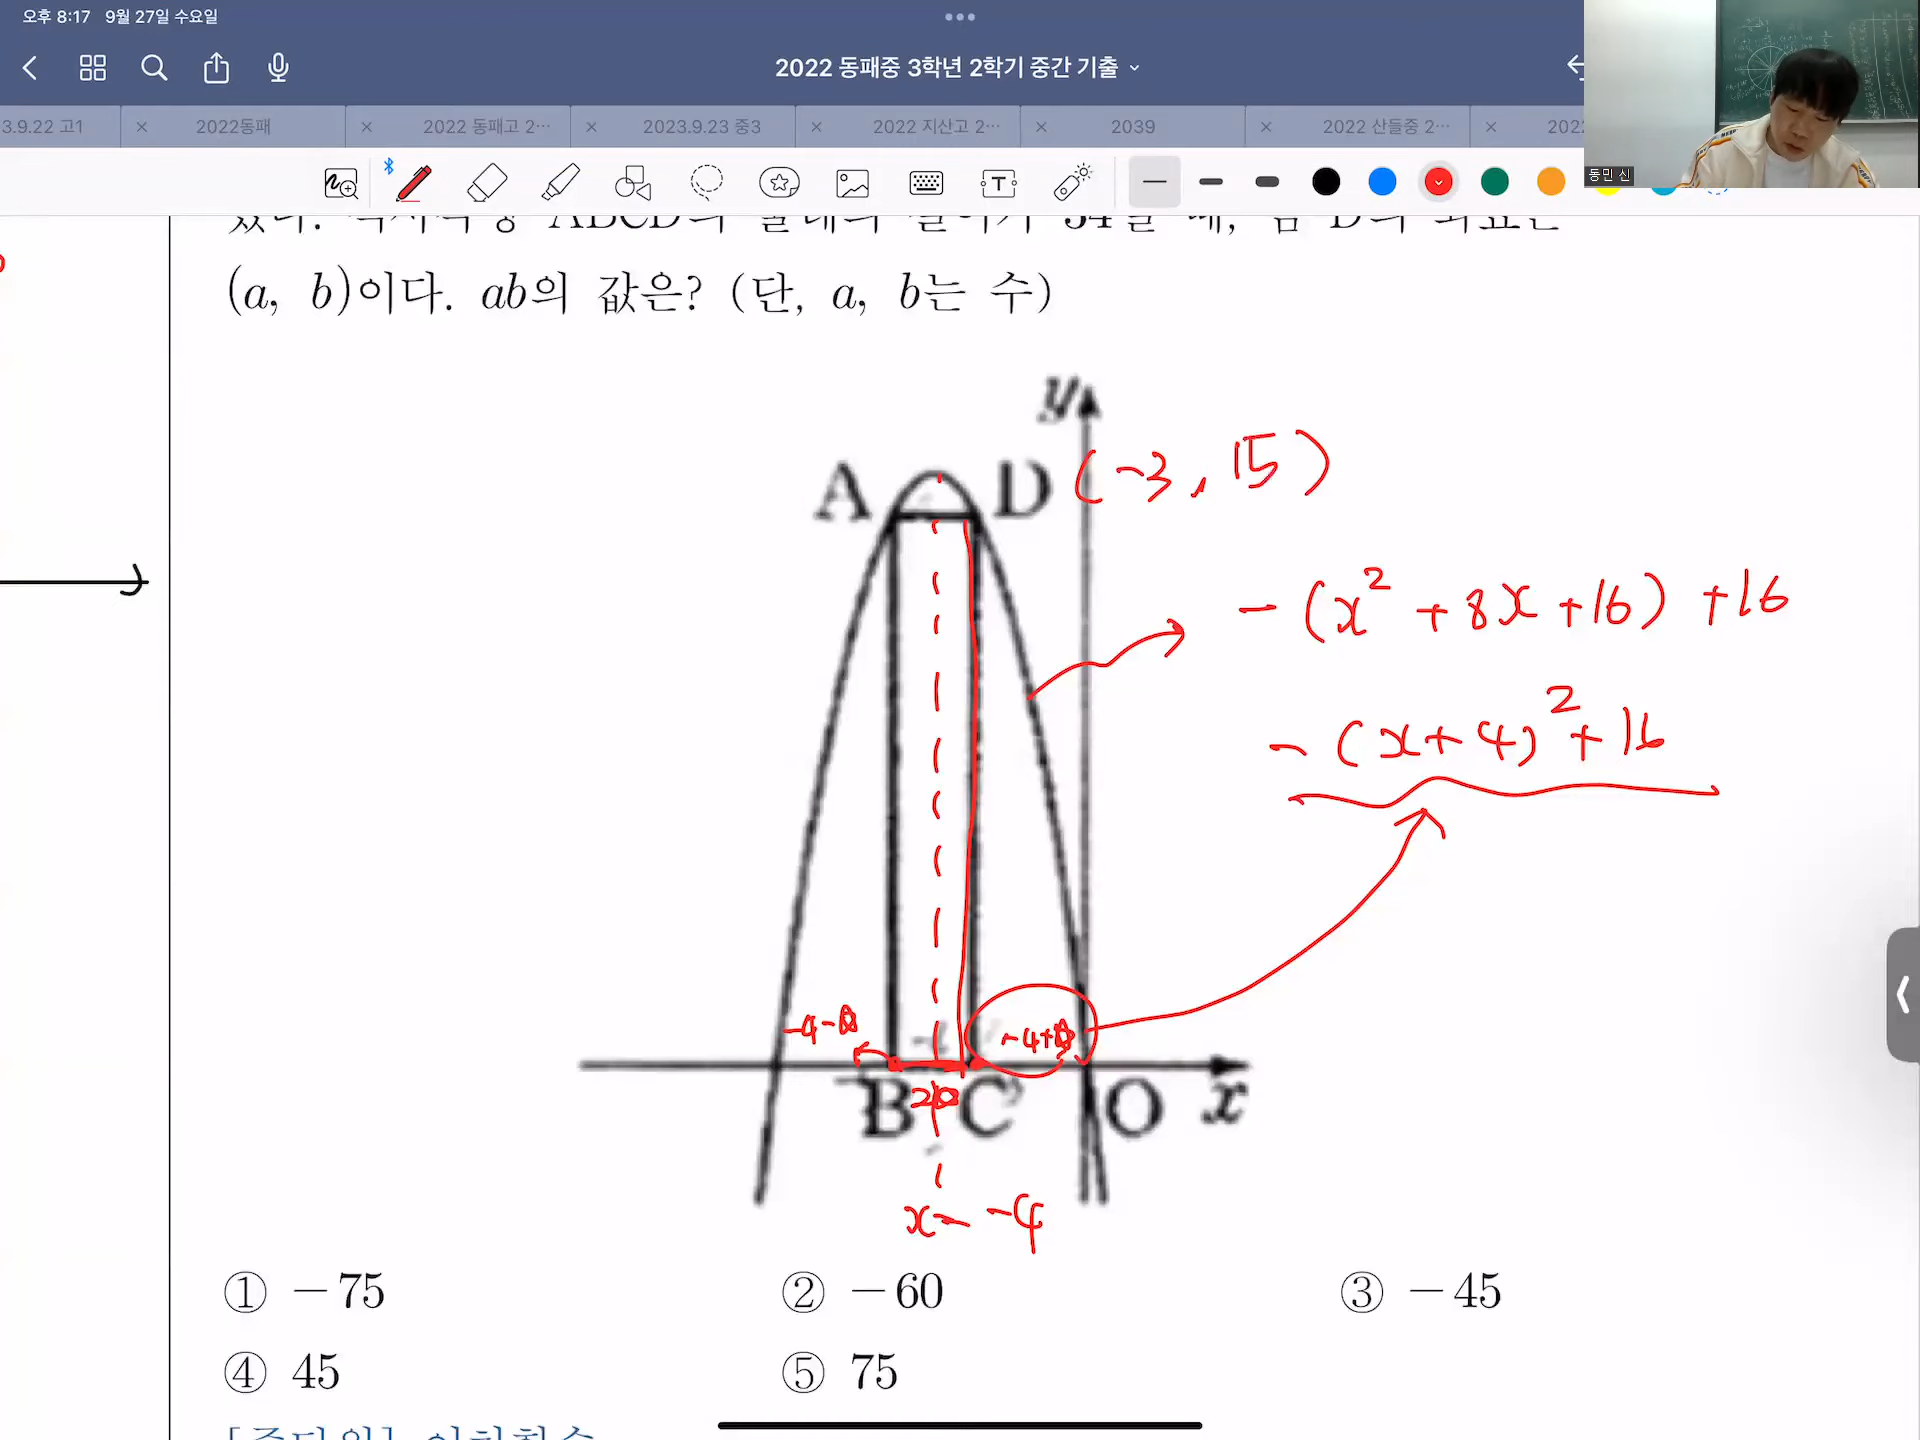 오후 8:17 9월 27일 수요일
2022 동패중 3학년 2학기 중간 기출
3.9.22 고1
2022동패
2022 동패고 2…
2023.9.23 중3
2022 지산고 2…
2039
2022 산들중 2…
202
동민 신
(a, b)이다. ab의 값은? (단, a, b는 수)
y
A D (-3, 15)
-(x² +8x+16) +16
-(x+4)²+16
-4+
B C O x
x= -4
① -75
② -60
③ -45
④ 45
⑤ 75